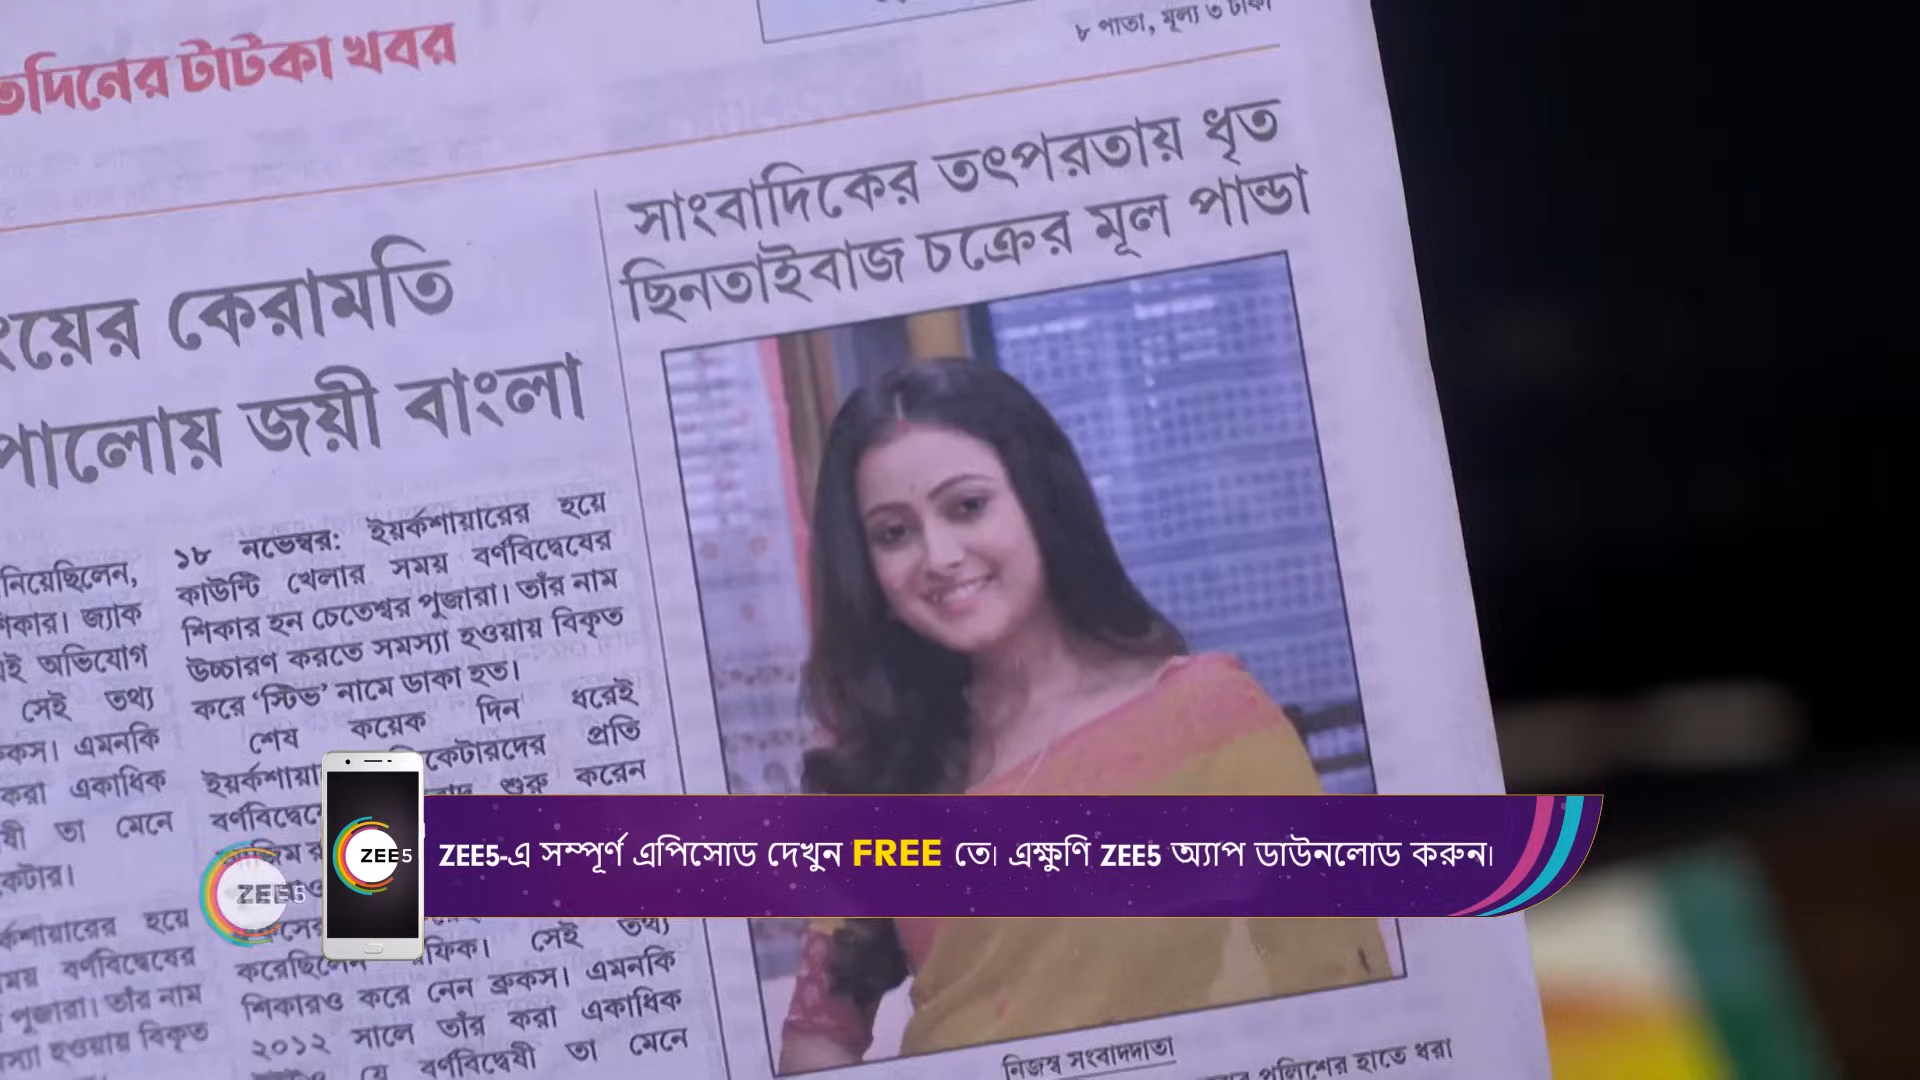 ৮ পাতা, মূল্য ৩ টাকা
তদিনের টাটকা খবর
সাংবাদিকের তৎপরতায় ধৃত
ছিনতাইবাজ চক্রের মূল পান্ডা
য়ের কেরামতি
পালোয় জয়ী বাংলা
নিয়েছিলেন,
শিকার। জ্যাক
এই অভিযোগ
সেই তথ্য
এমনকি
করা একাধিক
তা মেনে
১৮ নভেম্বর: ইয়র্কশায়ারের হয়ে
কাউন্টি খেলার সময় বর্ণবিদ্বেষের
শিকার হন চেতেশ্বর পূজারা। তাঁর নাম
উচ্চারণ করতে সমস্যা হওয়ায় বিকৃত
করে ‘স্টিভ’ নামে ডাকা হত।
শেষ কয়েক দিন ধরেই
কেটারদের প্রতি
শুরু করেন
ZEE5
ZEE5
ZEE5-এ সম্পূর্ণ এপিসোড দেখুন FREE তে। এক্ষুণি ZEE5 অ্যাপ ডাউনলোড করুন।
র্কশায়ারের হয়ে
ময় বর্ণবিদ্বেষের
পূজারা। তাঁর নাম
হওয়ায় বিকৃত
ফিক। সেই তথ্য
শিকারও করে নেন ব্রুকস। এমনকি
২০১২ সালে তাঁর করা একাধিক
যে বর্ণবিদ্বেষী তা মেনে
নিজস্ব সংবাদদাতা
পুলিশের হাতে ধরা